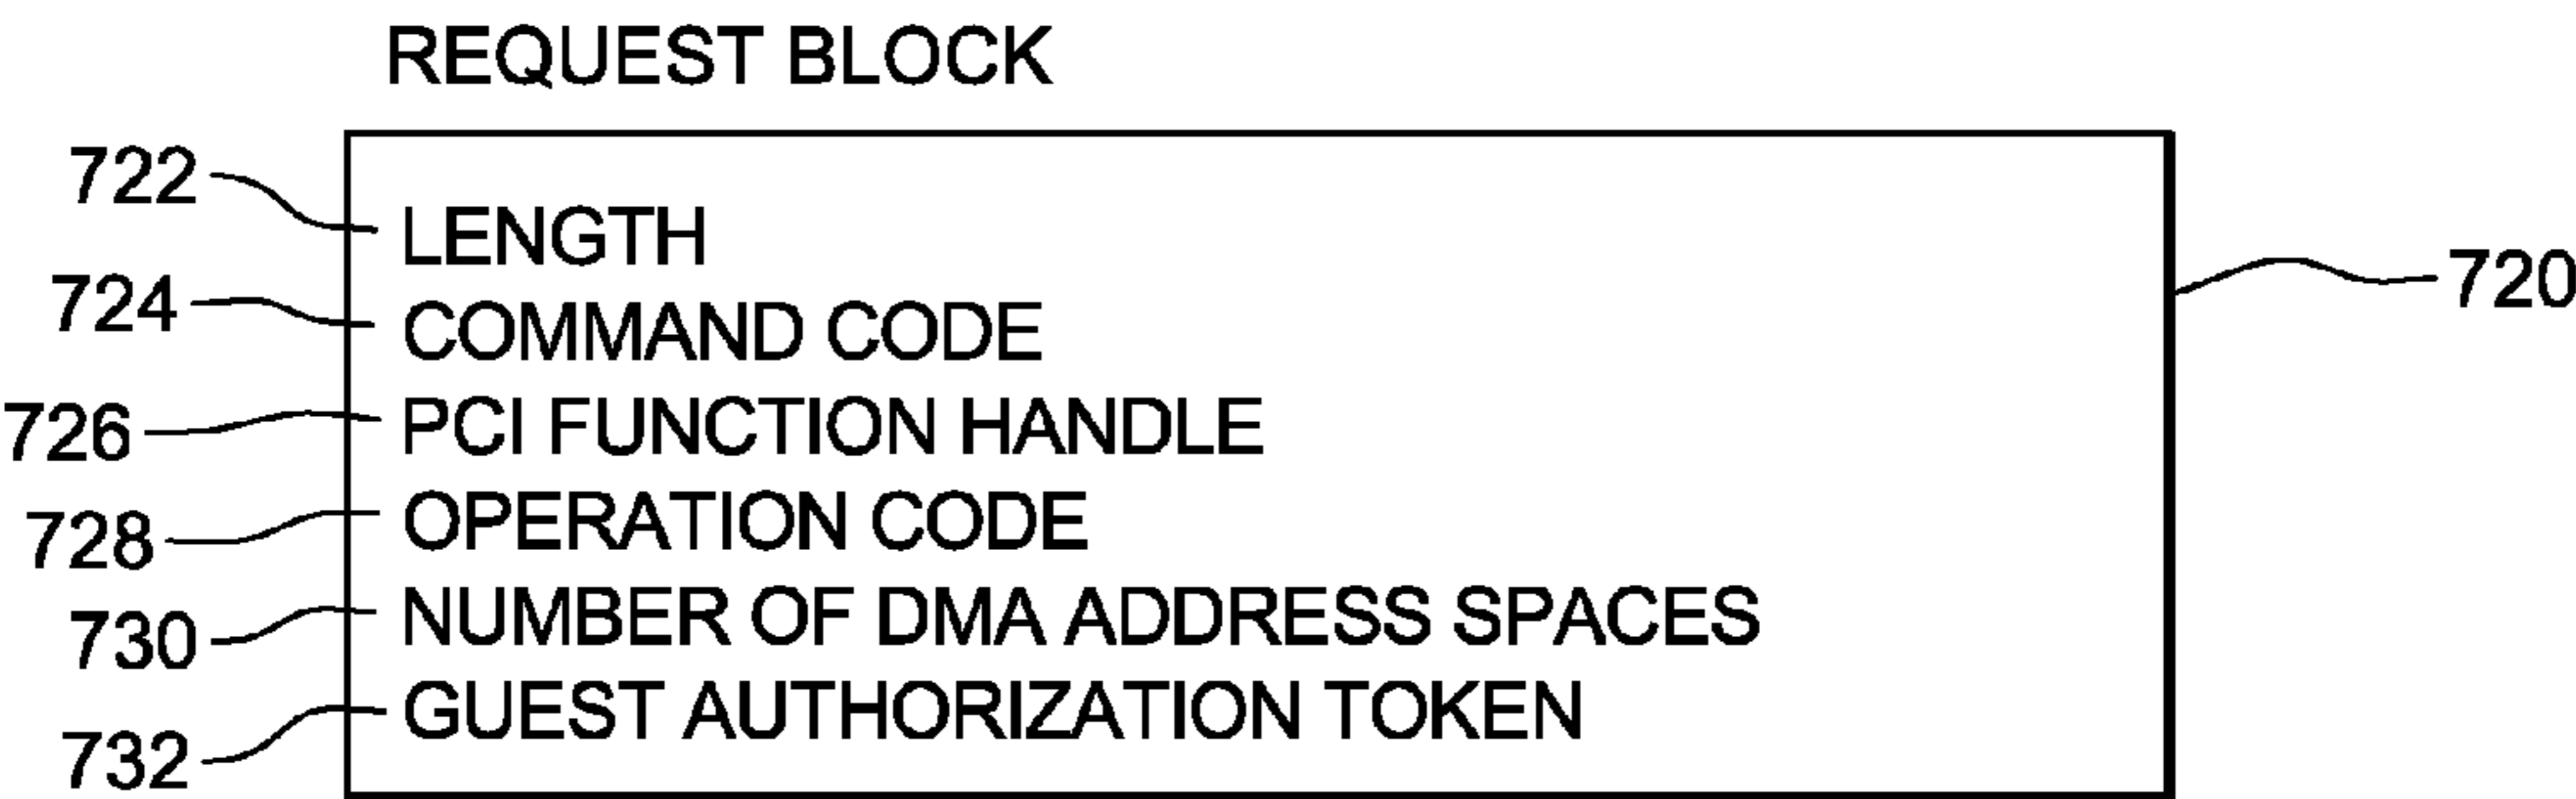 REQUEST BLOCK
722 LENGTH
724 COMMAND CODE
720
726 PCI FUNCTION HANDLE
728 OPERATION CODE
730 NUMBER OF DMA ADDRESS SPACES
732 GUEST AUTHORIZATION TOKEN